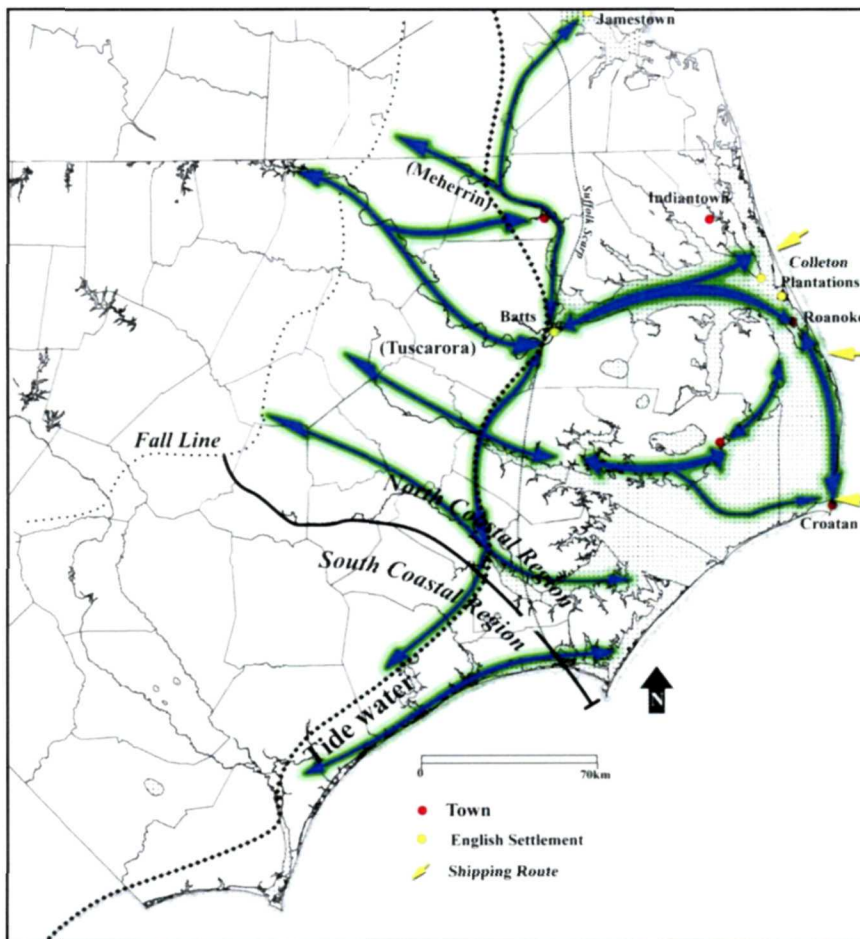 Jamestown
(Meherrin)
Suffolk Scarp
Indiantown
Colleton
Plantations
Batts
Roanoke
(Tuscarora)
Fall Line
North Coastal Region
Croatan
South Coastal Region
Tide water
N
0
70km
Town
English Settlement
Shipping Route